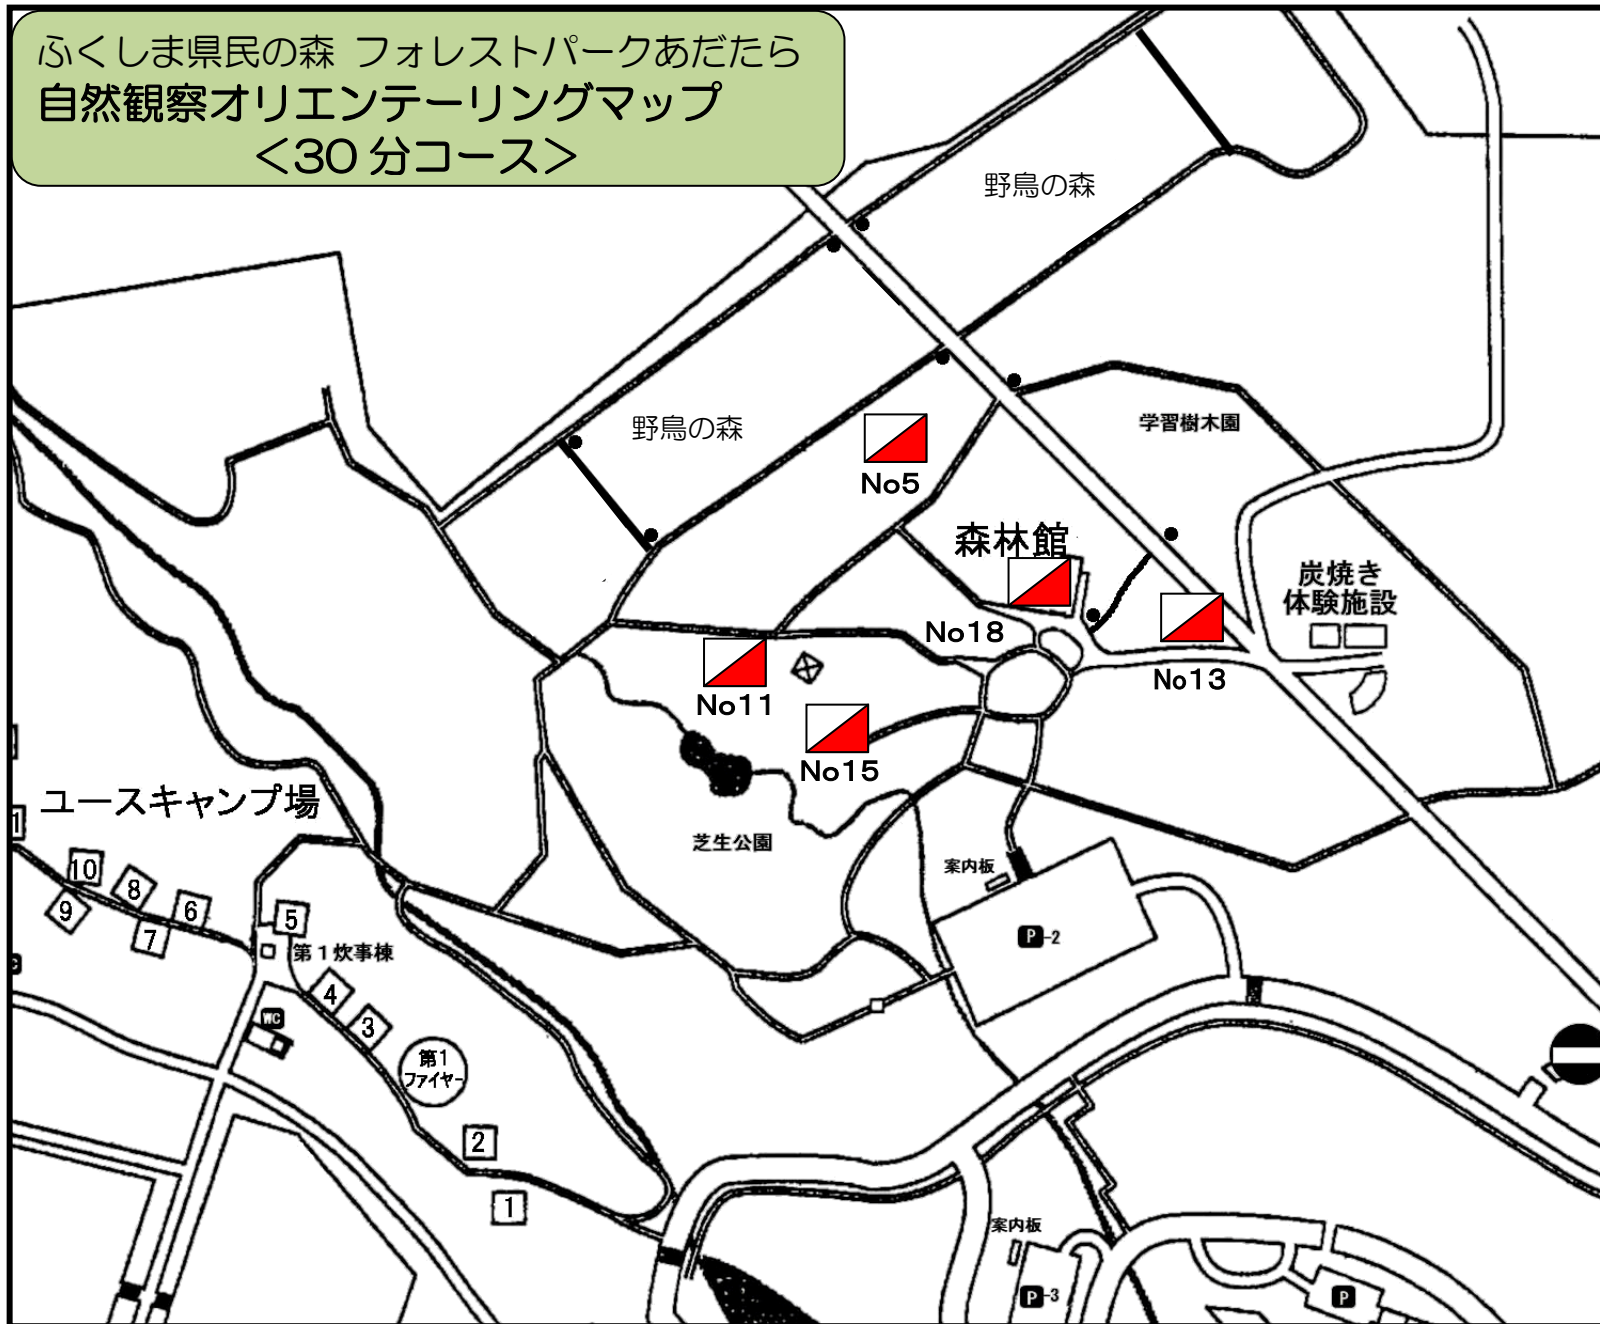 ふくしま県民の森 フォレストパークあだたら
自然観察オリエンテーリングマップ
<30分コース>
野鳥の森
野鳥の森
学習樹木園
No5
森林館
炭焼き
体験施設
No18
No13
No11
No15
ユースキャンプ場
芝生公園
案内板
P-2
1
10
8
6
5
9
7
第1炊事棟
4
3
WC
第1
ファイヤー
2
1
案内板
P-3
P